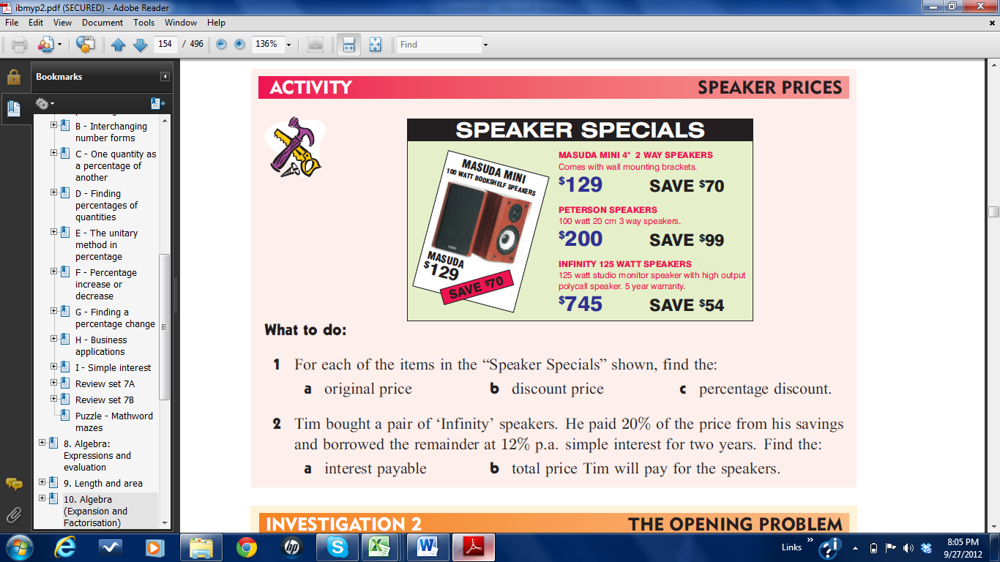 ibmyp2.pdf (SECURED) - Adobe Reader
File Edit View Document Tools Window Help
154 / 496 136% Find
Bookmarks
B - Interchanging
number forms
C - One quantity as
a percentage of
another
D - Finding
percentages of
quantities
E - The unitary
method in
percentage
F - Percentage
increase or
decrease
G - Finding a
percentage change
H - Business
applications
I - Simple interest
Review set 7A
Review set 7B
Puzzle - Mathword
mazes
8. Algebra:
Expressions and
evaluation
9. Length and area
10. Algebra
(Expansion and
Factorisation)
ACTIVITY SPEAKER PRICES
SPEAKER SPECIALS
MASUDA MINI
100 WATT BOOKSHELF SPEAKERS
MASUDA
$129
SAVE $70
MASUDA MINI 4" 2 WAY SPEAKERS
Comes with wall mounting brackets.
$129 SAVE $70
PETERSON SPEAKERS
100 watt 20 cm 3 way speakers.
$200 SAVE $99
INFINITY 125 WATT SPEAKERS
125 watt studio monitor speaker with high output
polycall speaker. 5 year warranty.
$745 SAVE $54
What to do:
1 For each of the items in the “Speaker Specials” shown, find the:
a original price b discount price c percentage discount.
2 Tim bought a pair of ‘Infinity’ speakers. He paid 20% of the price from his savings
and borrowed the remainder at 12% p.a. simple interest for two years. Find the:
a interest payable b total price Tim will pay for the speakers.
INVESTIGATION 2 THE OPENING PROBLEM
Links » 8:05 PM
9/27/2012